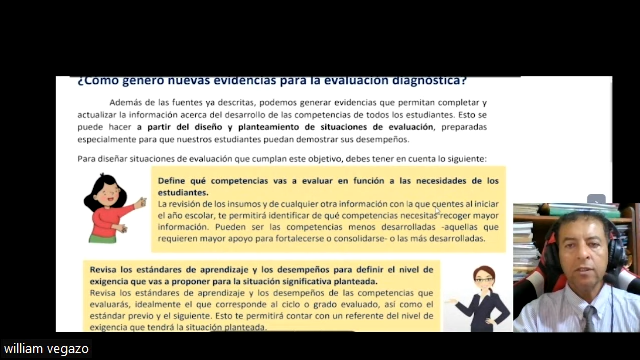 ¿Cómo genero nuevas evidencias para la evaluación diagnóstica?
Además de las fuentes ya descritas, podemos generar evidencias que permitan completar y
actualizar la información acerca del desarrollo de las competencias de todos los estudiantes. Esto se
puede hacer a partir del diseño y planteamiento de situaciones de evaluación, preparadas
especialmente para que nuestros estudiantes puedan demostrar sus desempeños.
Para diseñar situaciones de evaluación que cumplan este objetivo, debes tener en cuenta lo siguiente:
Define qué competencias vas a evaluar en función a las necesidades de los
estudiantes.
La revisión de los insumos y de cualquier otra información con la que cuentes al iniciar
el año escolar, te permitirá identificar de qué competencias necesitas recoger mayor
información. Pueden ser las competencias menos desarrolladas -aquellas que
requieren mayor apoyo para fortalecerse o consolidarse- o las más desarrolladas.
Revisa los estándares de aprendizaje y los desempeños para definir el nivel de
exigencia que vas a proponer para la situación significativa planteada.
Revisa los estándares de aprendizaje y los desempeños de las competencias que
evaluarás, idealmente el que corresponde al ciclo o grado evaluado, así como el
estándar previo y el siguiente. Esto te permitirá contar con un referente del nivel de
exigencia que tendrá la situación planteada.
william vegazo